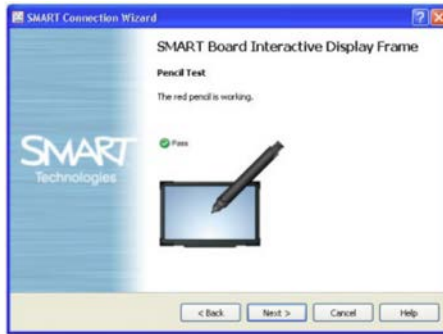 SMART Connection Wizard
SMART Board Interactive Display Frame
Pencil Test
The red pencil is working.
Pass
SMART
Technologies
< Back
Next >
Cancel
Help